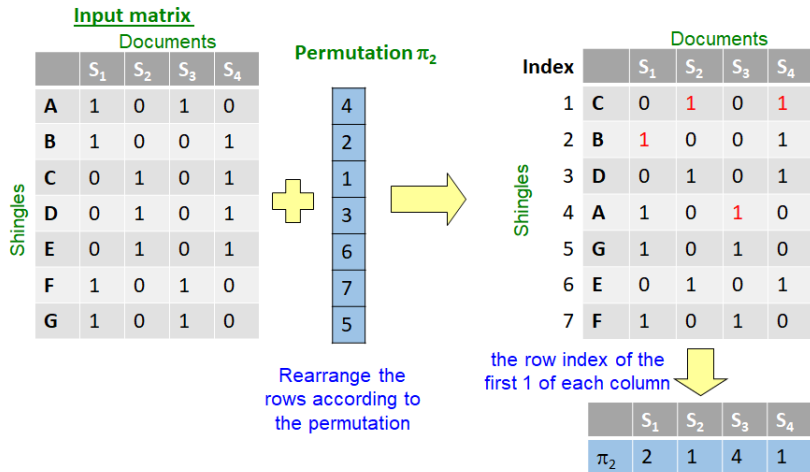 Input matrix
Documents
S1 S2 S3 S4
A 1 0 1 0
B 1 0 0 1
C 0 1 0 1
D 0 1 0 1
E 0 1 0 1
F 1 0 1 0
G 1 0 1 0
Shingles
Permutation π2
4
2
1
3
6
7
5
Rearrange the
rows according to
the permutation
Documents
Index S1 S2 S3 S4
1 C 0 1 0 1
2 B 1 0 0 1
3 D 0 1 0 1
4 A 1 0 1 0
5 G 1 0 1 0
6 E 0 1 0 1
7 F 1 0 1 0
Shingles
the row index of the
first 1 of each column
S1 S2 S3 S4
π2 2 1 4 1